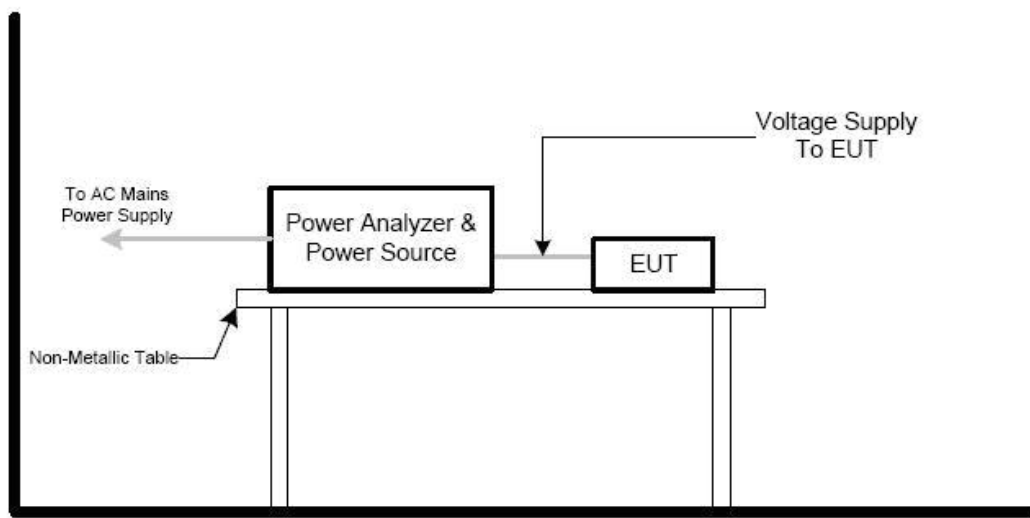 Voltage Supply
To EUT
To AC Mains
Power Supply
Power Analyzer &
Power Source
EUT
Non-Metallic Table